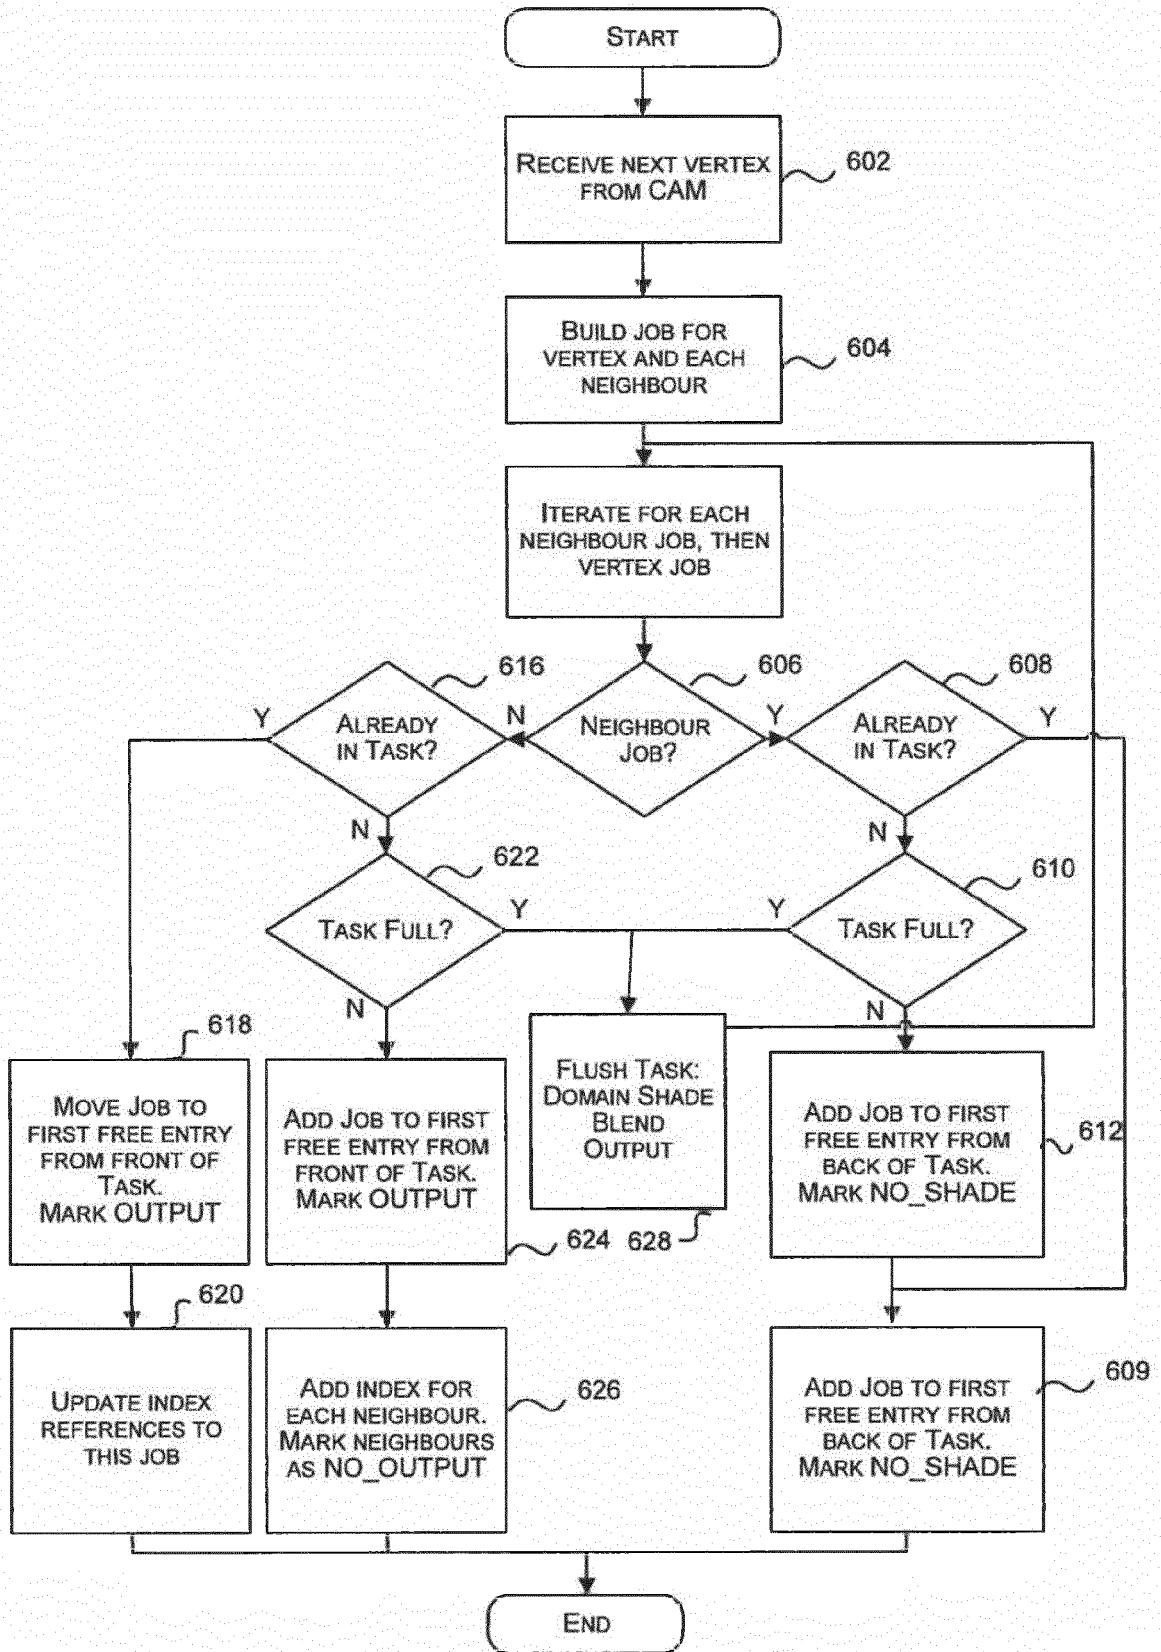 START
RECEIVE NEXT VERTEX
FROM CAM
602
BUILD JOB FOR
VERTEX AND EACH
NEIGHBOUR
604
ITERATE FOR EACH
NEIGHBOUR JOB, THEN
VERTEX JOB
616
606
608
Y
ALREADY
IN TASK?
N
NEIGHBOUR
JOB?
Y
ALREADY
IN TASK?
Y
N
N
622
610
TASK FULL?
Y
Y
TASK FULL?
N
N
618
MOVE JOB TO
FIRST FREE ENTRY
FROM FRONT OF
TASK.
MARK OUTPUT
ADD JOB TO FIRST
FREE ENTRY FROM
FRONT OF TASK.
MARK OUTPUT
624
FLUSH TASK:
DOMAIN SHADE
BLEND
OUTPUT
628
ADD JOB TO FIRST
FREE ENTRY FROM
BACK OF TASK.
MARK NO_SHADE
612
620
UPDATE INDEX
REFERENCES TO
THIS JOB
ADD INDEX FOR
EACH NEIGHBOUR.
MARK NEIGHBOURS
AS NO_OUTPUT
626
ADD JOB TO FIRST
FREE ENTRY FROM
BACK OF TASK.
MARK NO_SHADE
609
END